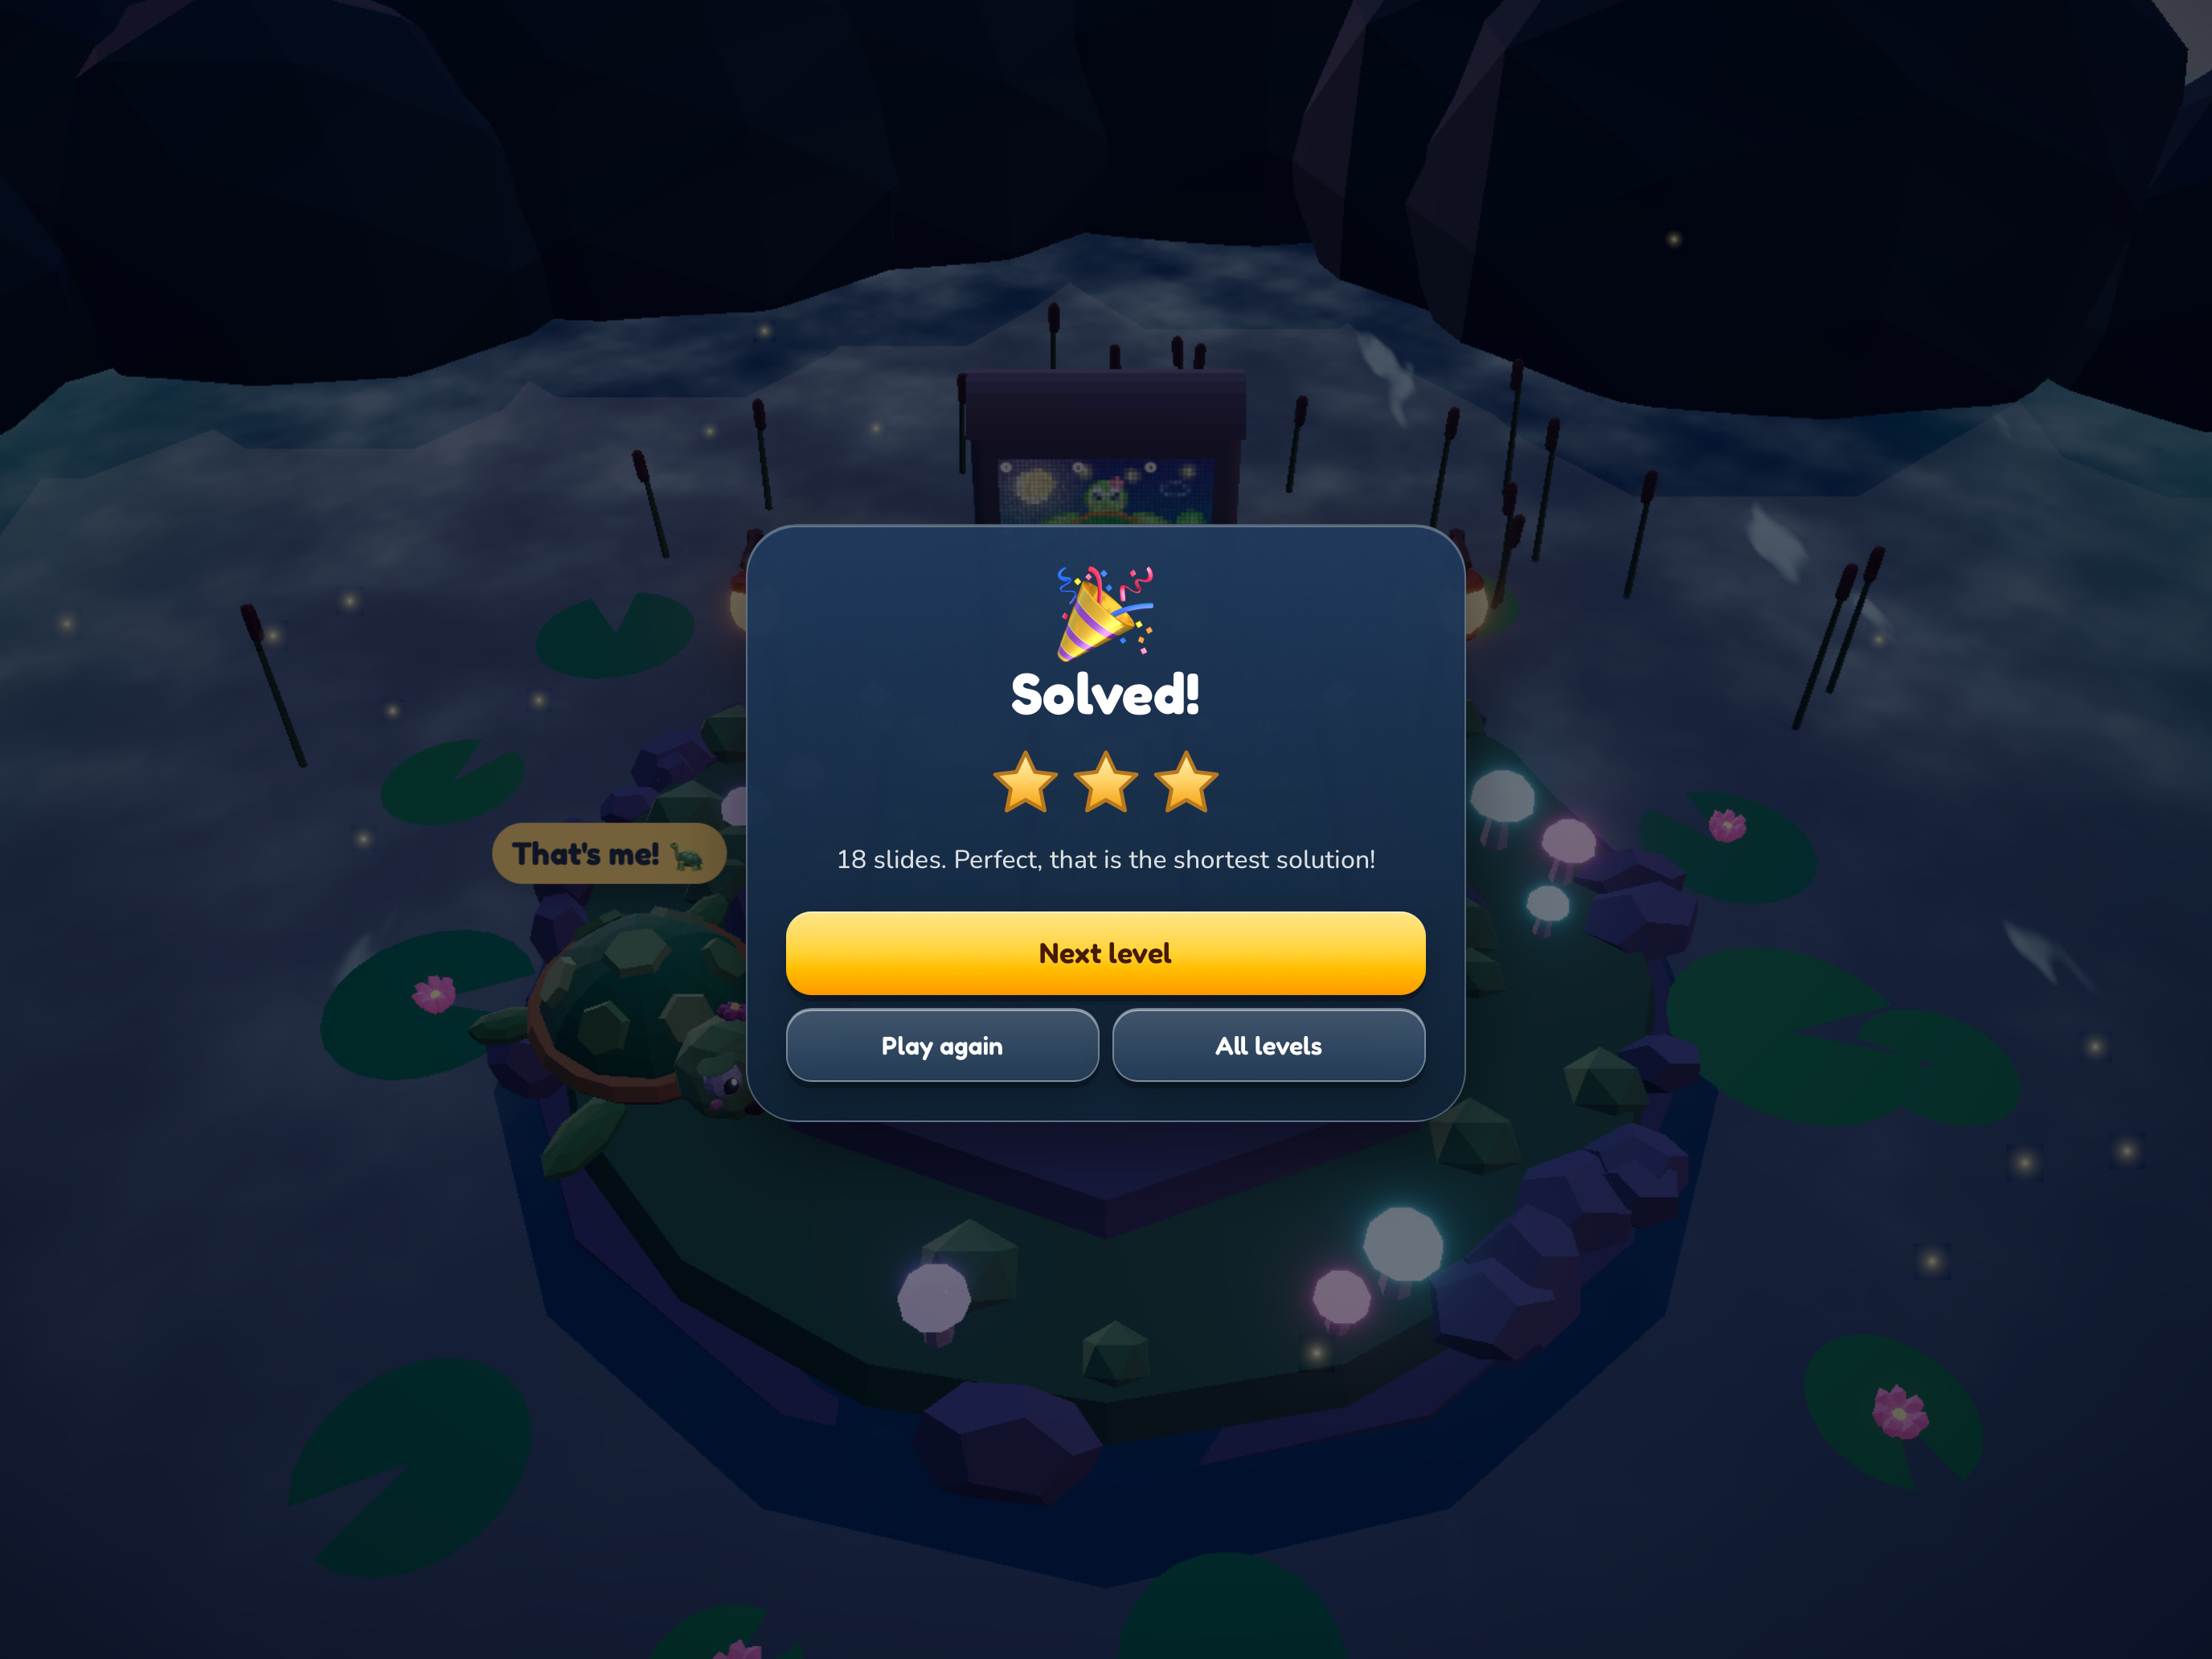 Solved!
18 slides. Perfect, that is the shortest solution!
That's me! 🐢
Next level
Play again
All levels